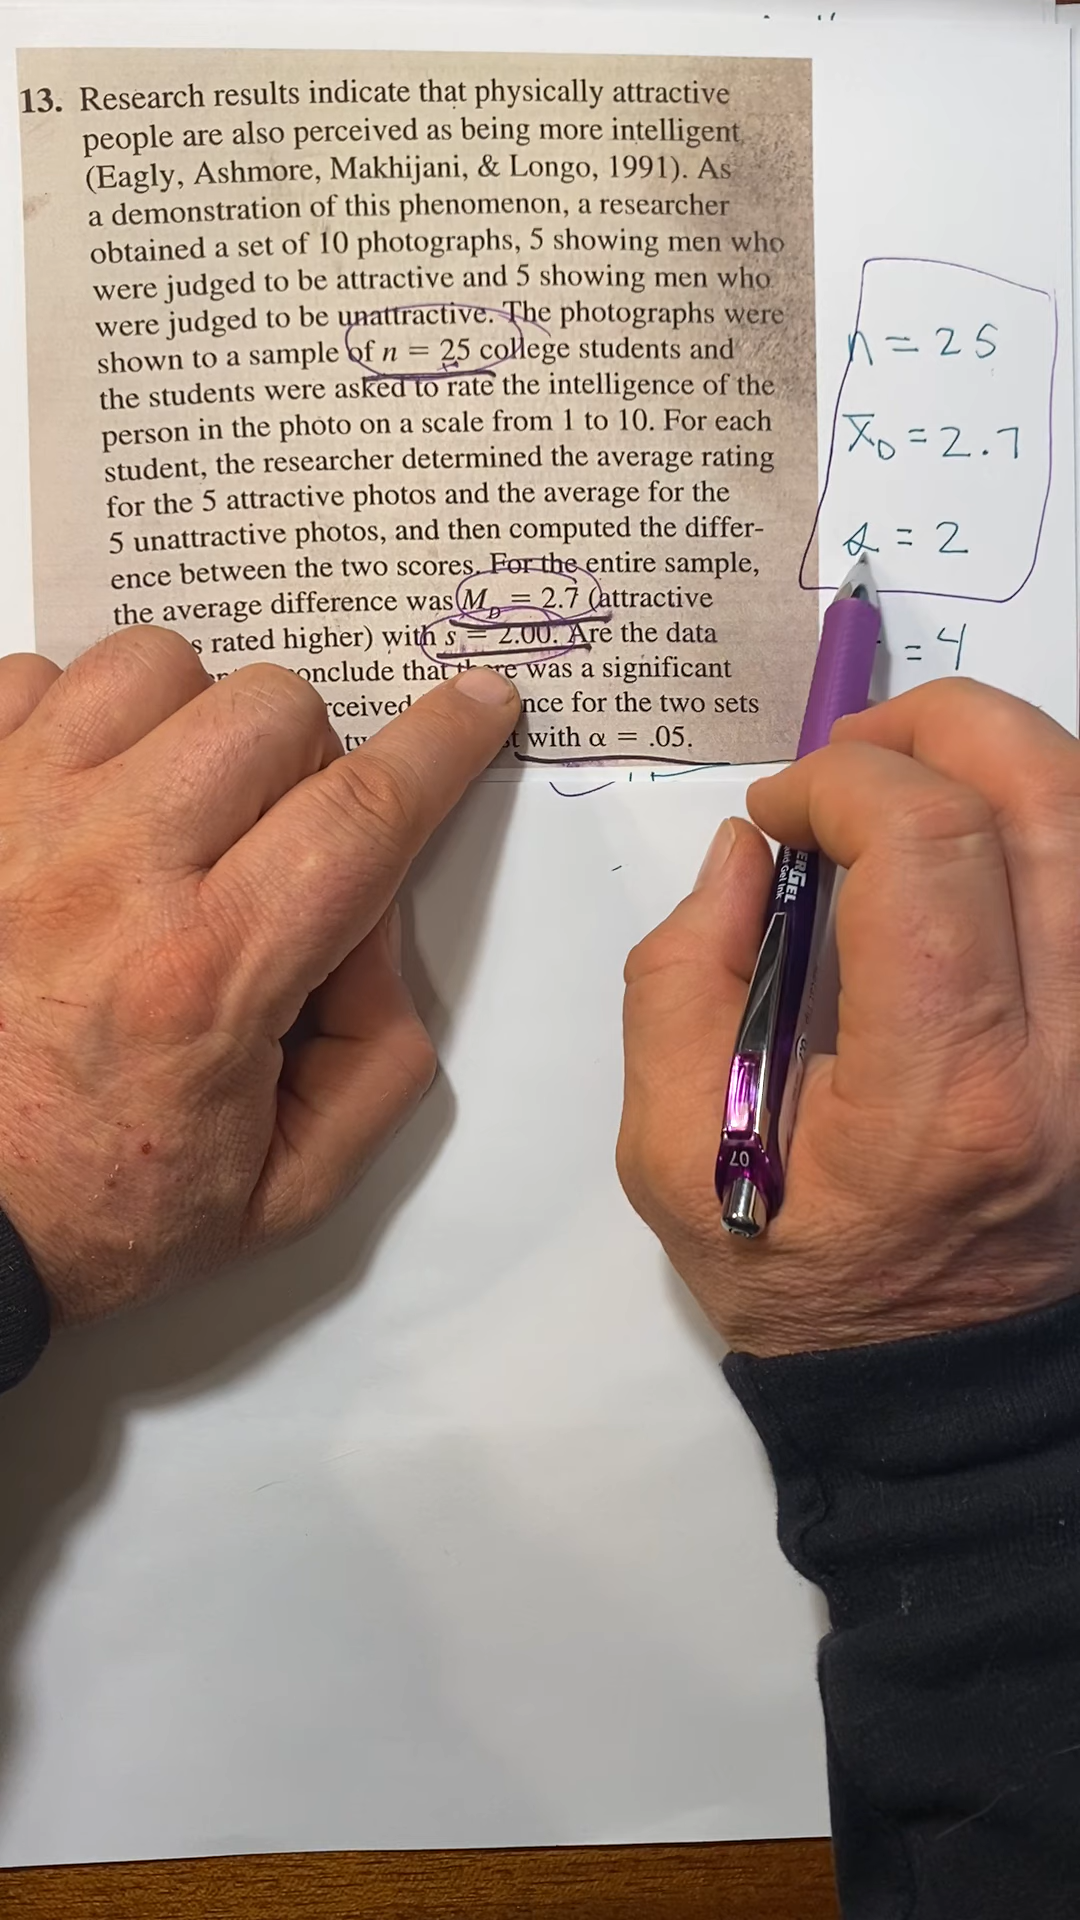 13. Research results indicate that physically attractive
people are also perceived as being more intelligent
(Eagly, Ashmore, Makhijani, & Longo, 1991). As
a demonstration of this phenomenon, a researcher
obtained a set of 10 photographs, 5 showing men who
were judged to be attractive and 5 showing men who
were judged to be unattractive. The photographs were
shown to a sample of n = 25 college students and
the students were asked to rate the intelligence of the
person in the photo on a scale from 1 to 10. For each
student, the researcher determined the average rating
for the 5 attractive photos and the average for the
5 unattractive photos, and then computed the differ-
ence between the two scores. For the entire sample,
the average difference was M_D = 2.7 (attractive
rated higher) with s = 2.00. Are the data
conclude that there was a significant
for the two sets
with α = .05.
n = 25
X̄_D = 2.7
= 2
= 4
ERGEL
07